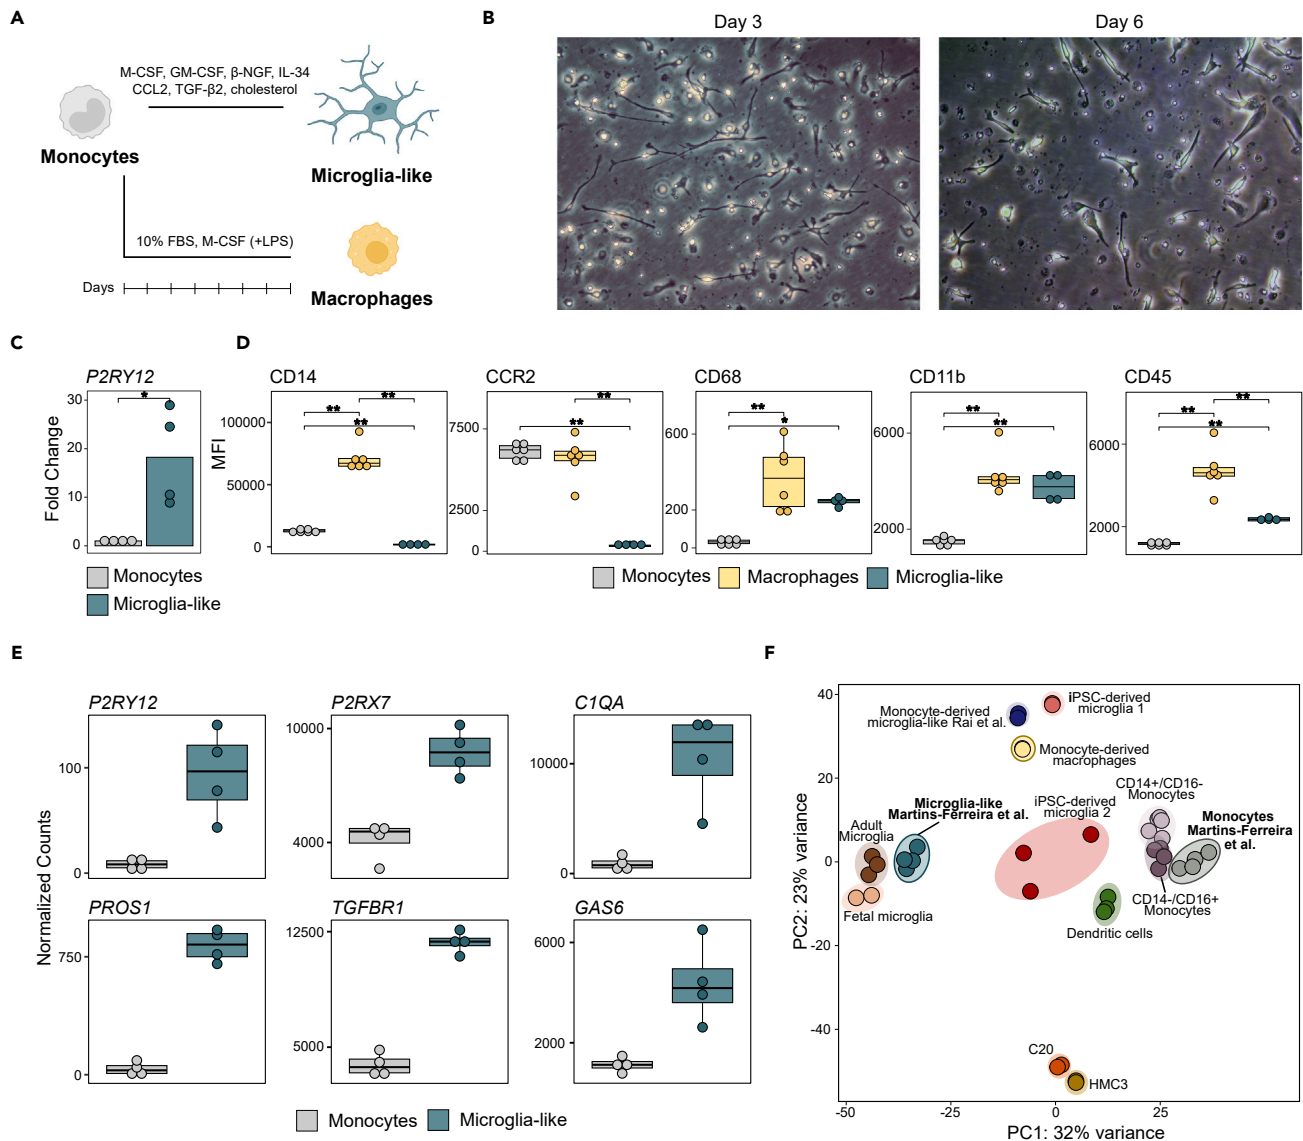 A
M-CSF, GM-CSF, β-NGF, IL-34
CCL2, TGF-β2, cholesterol
Monocytes
Microglia-like
10% FBS, M-CSF (+LPS)
Days
Macrophages
B
Day 3
Day 6
C
P2RY12
*
30
20
10
0
Fold Change
Monocytes
Microglia-like
D
CD14
MFI
100000
50000
0
**
**
**
CCR2
7500
2500
0
**
**
CD68
600
200
0
**
*
CD11b
6000
2000
**
**
CD45
6000
2000
**
**
**
Monocytes
Macrophages
Microglia-like
E
Normalized Counts
P2RY12
100
0
P2RX7
10000
4000
C1QA
10000
0
PROS1
750
0
TGFBR1
12500
5000
GAS6
6000
2000
Monocytes
Microglia-like
F
PC2: 23% variance
40
20
0
-20
-40
Monocyte-derived
microglia-like Rai et al.
iPSC-derived
microglia 1
Monocyte-derived
macrophages
CD14+/CD16-
Monocytes
iPSC-derived
microglia 2
Microglia-like
Martins-Ferreira et al.
Monocytes
Martins-Ferreira
et al.
Adult
Microglia
Fetal microglia
CD14-/CD16+
Monocytes
Dendritic cells
C20
HMC3
-50
-25
0
25
PC1: 32% variance